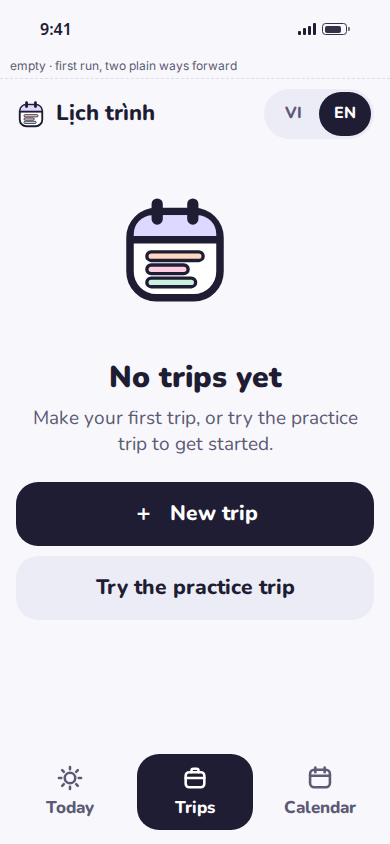 9:41
empty · first run, two plain ways forward
Lịch trình
VI
EN
No trips yet
Make your first trip, or try the practice
trip to get started.
+ New trip
Try the practice trip
Today
Trips
Calendar